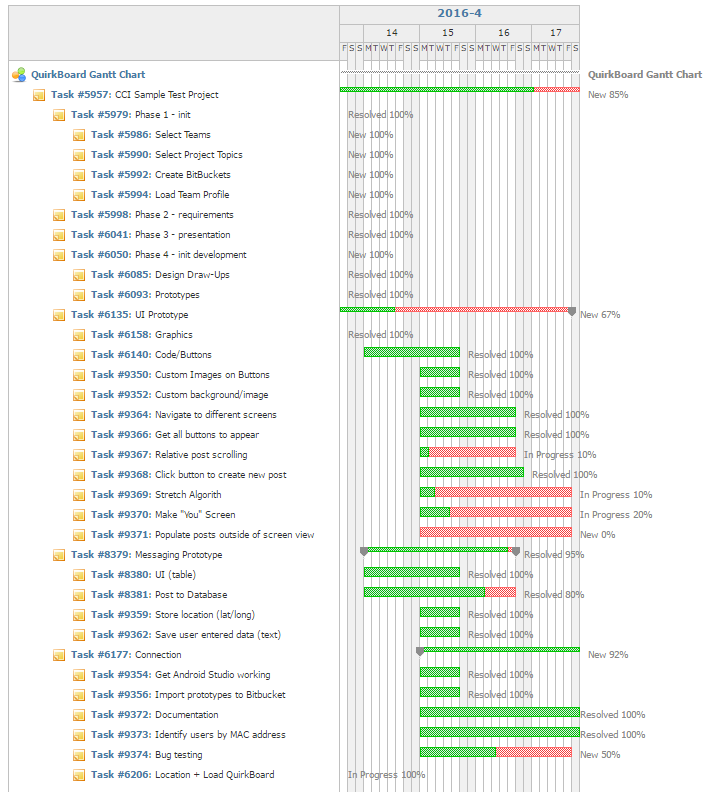 2016-4
14 15 16 17
F S S M T W T F S S M T W T F S S M T W T F S S M T W T F S
QuirkBoard Gantt Chart QuirkBoard Gantt Chart
Task #5957: CCI Sample Test Project New 85%
Task #5979: Phase 1 - init Resolved 100%
Task #5986: Select Teams New 100%
Task #5990: Select Project Topics New 100%
Task #5992: Create BitBuckets New 100%
Task #5994: Load Team Profile New 100%
Task #5998: Phase 2 - requirements Resolved 100%
Task #6041: Phase 3 - presentation Resolved 100%
Task #6050: Phase 4 - init development New 100%
Task #6085: Design Draw-Ups Resolved 100%
Task #6093: Prototypes Resolved 100%
Task #6135: UI Prototype New 67%
Task #6158: Graphics Resolved 100%
Task #6140: Code/Buttons Resolved 100%
Task #9350: Custom Images on Buttons Resolved 100%
Task #9352: Custom background/image Resolved 100%
Task #9364: Navigate to different screens Resolved 100%
Task #9366: Get all buttons to appear Resolved 100%
Task #9367: Relative post scrolling In Progress 10%
Task #9368: Click button to create new post Resolved 100%
Task #9369: Stretch Algorith In Progress 10%
Task #9370: Make "You" Screen In Progress 20%
Task #9371: Populate posts outside of screen view New 0%
Task #8379: Messaging Prototype Resolved 95%
Task #8380: UI (table) Resolved 100%
Task #8381: Post to Database Resolved 80%
Task #9359: Store location (lat/long) Resolved 100%
Task #9362: Save user entered data (text) Resolved 100%
Task #6177: Connection New 92%
Task #9354: Get Android Studio working Resolved 100%
Task #9356: Import prototypes to Bitbucket Resolved 100%
Task #9372: Documentation Resolved 100%
Task #9373: Identify users by MAC address Resolved 100%
Task #9374: Bug testing New 50%
Task #6206: Location + Load QuirkBoard In Progress 100%